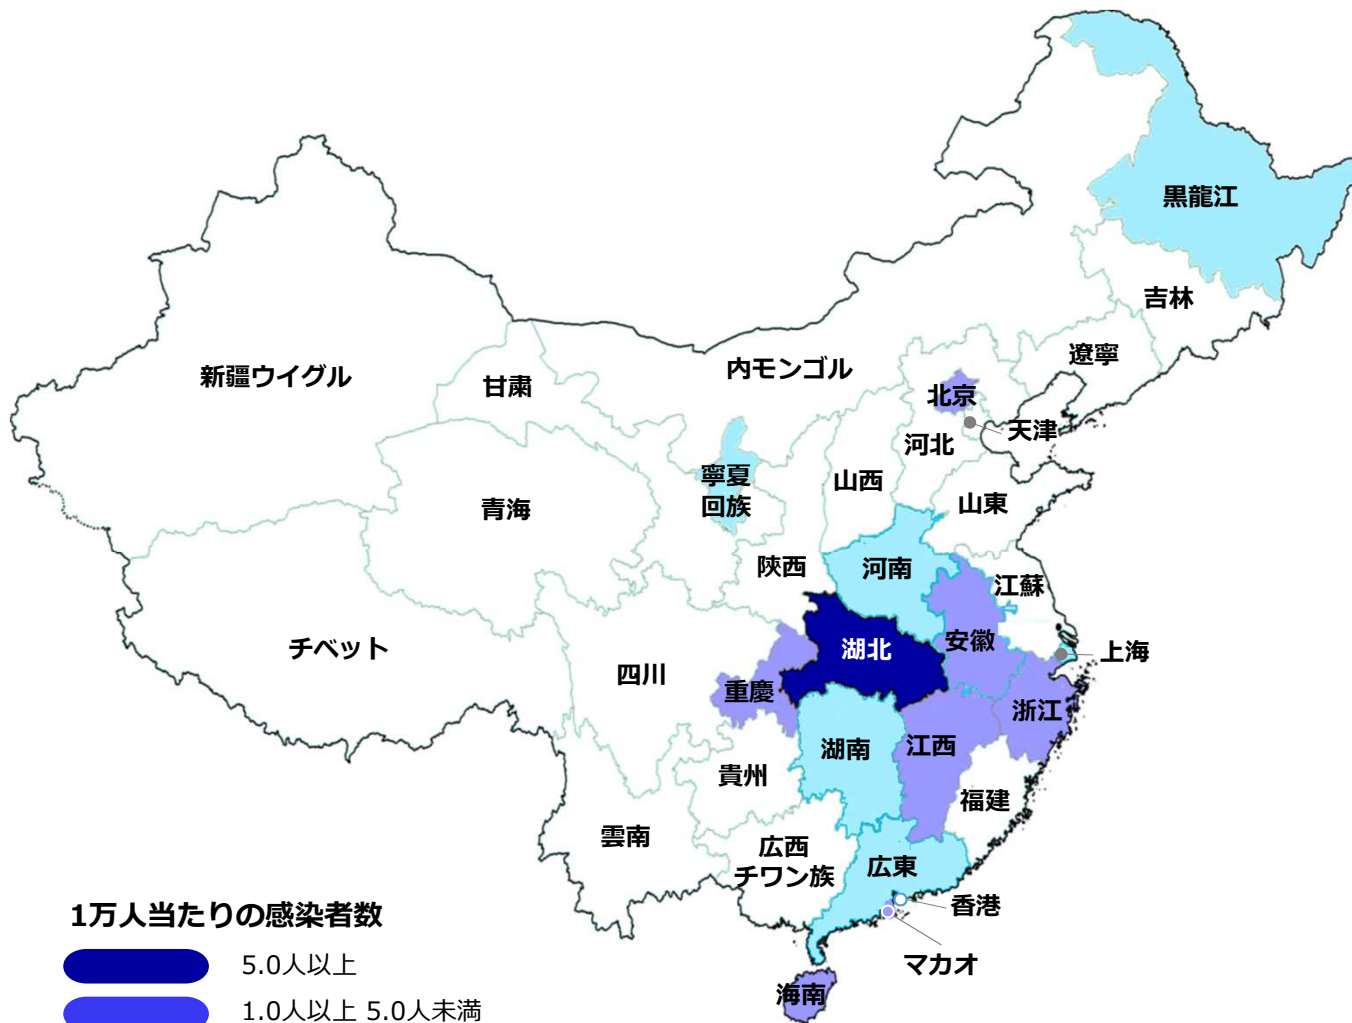 黒龍江
吉林
遼寧
内モンゴル
新疆ウイグル
甘粛
北京
天津
河北
寧夏
回族
山西
山東
青海
陝西
河南
江蘇
チベット
四川
湖北
安徽
上海
重慶
浙江
湖南
江西
貴州
福建
雲南
広西
チワン族
広東
香港
マカオ
海南
1万人当たりの感染者数
5.0人以上
1.0人以上 5.0人未満